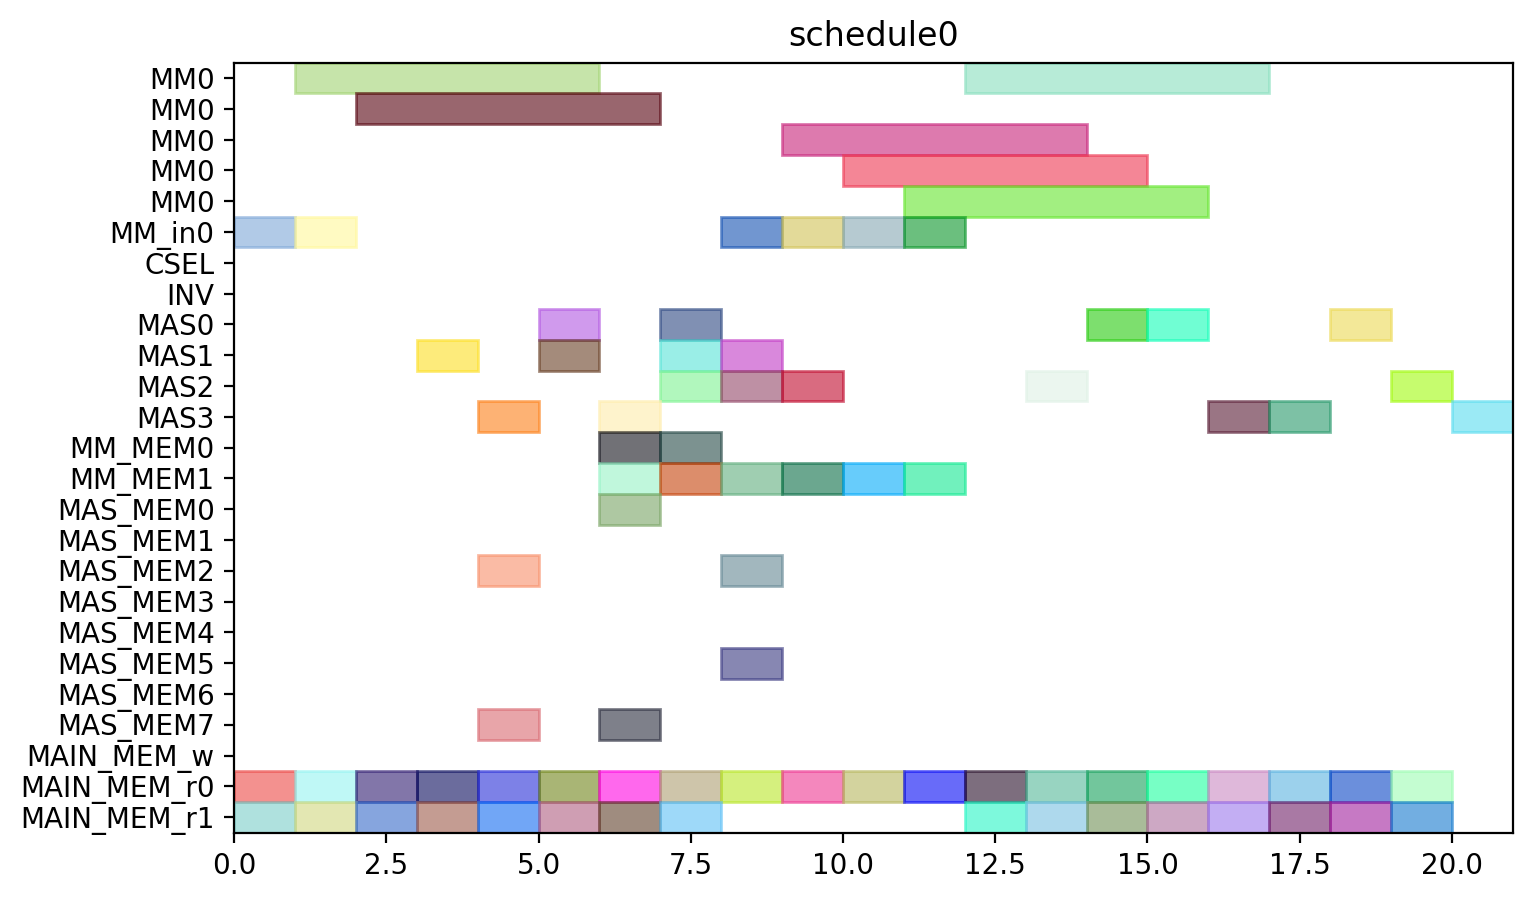 schedule0
MM0
MM0
MM0
MM0
MM0
MM_in0
CSEL
INV
MAS0
MAS1
MAS2
MAS3
MM_MEM0
MM_MEM1
MAS_MEM0
MAS_MEM1
MAS_MEM2
MAS_MEM3
MAS_MEM4
MAS_MEM5
MAS_MEM6
MAS_MEM7
MAIN_MEM_w
MAIN_MEM_r0
MAIN_MEM_r1
0.0 2.5 5.0 7.5 10.0 12.5 15.0 17.5 20.0